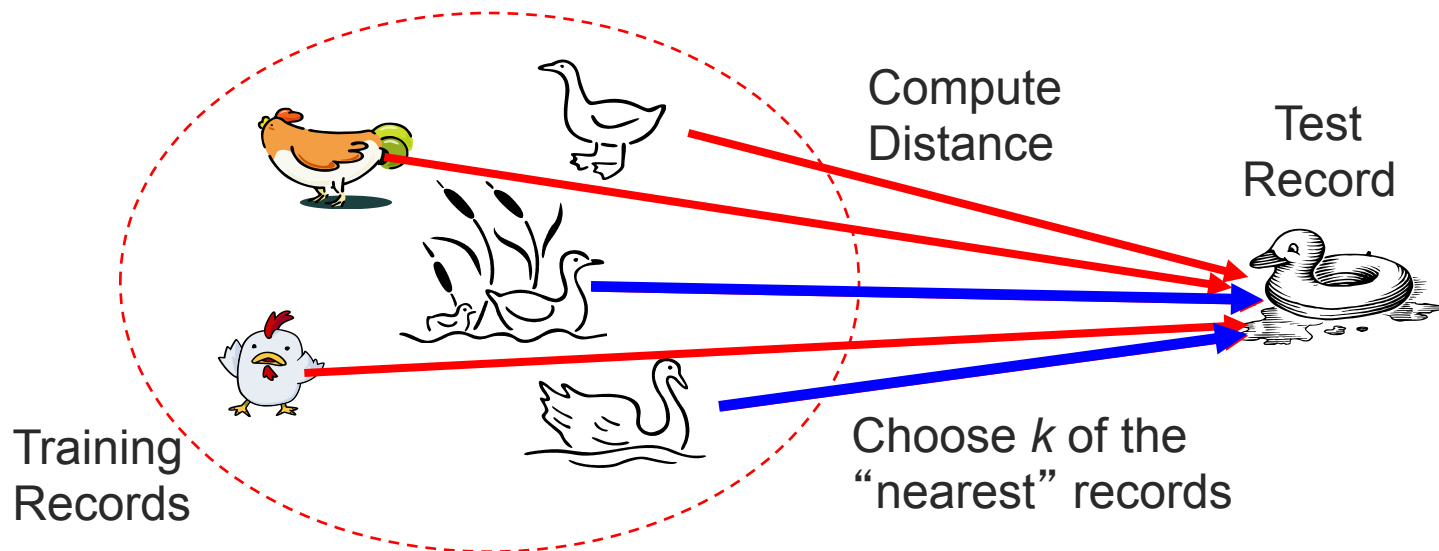 Compute
Distance
Test
Record
Training
Records
Choose k of the
“nearest” records